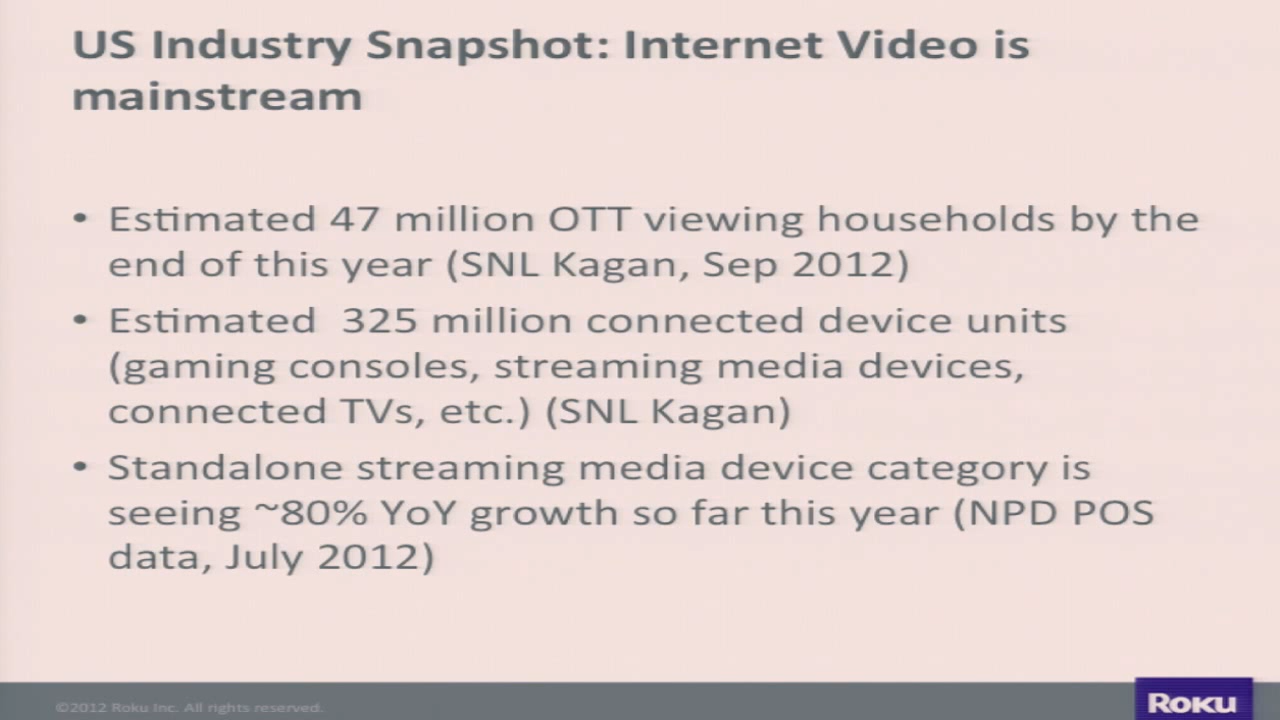 US Industry Snapshot: Internet Video is
mainstream
• Estimated 47 million OTT viewing households by the
end of this year (SNL Kagan, Sep 2012)
• Estimated  325 million connected device units
(gaming consoles, streaming media devices,
connected TVs, etc.) (SNL Kagan)
• Standalone streaming media device category is
seeing ~80% YoY growth so far this year (NPD POS
data, July 2012)
©2012 Roku Inc. All rights reserved.
ROKU